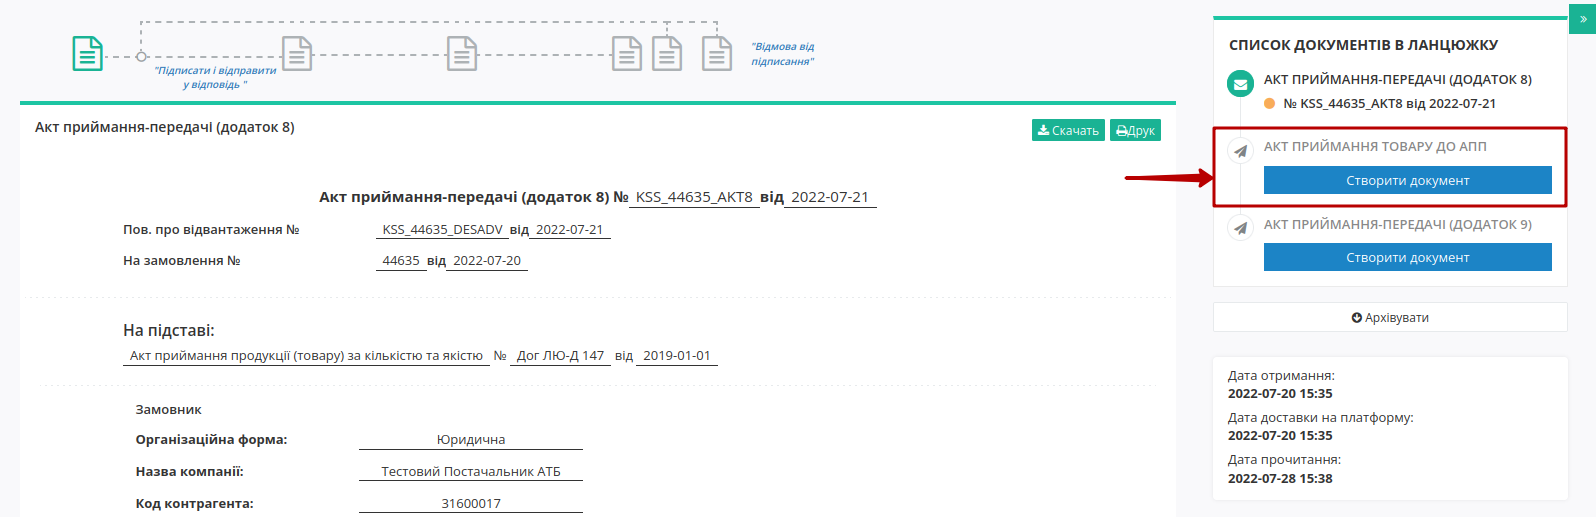 "Підписати і відправити
у відповідь "
"Відмова від
підписання"
Акт приймання-передачі (додаток 8)
Скачать
Друк
Акт приймання-передачі (додаток 8) № KSS_44635_AKT8 від 2022-07-21
Пов. про відвантаження № KSS_44635_DESADV від 2022-07-21
На замовлення № 44635 від 2022-07-20
На підставі:
Акт приймання продукції (товару) за кількістю та якістю № Дог ЛЮ-Д 147 від 2019-01-01
Замовник
Організаційна форма: Юридична
Назва компанії: Тестовий Постачальник АТБ
Код контрагента: 31600017
»
СПИСОК ДОКУМЕНТІВ В ЛАНЦЮЖКУ
АКТ ПРИЙМАННЯ-ПЕРЕДАЧІ (ДОДАТОК 8)
№ KSS_44635_AKT8 від 2022-07-21
АКТ ПРИЙМАННЯ ТОВАРУ ДО АПП
Створити документ
АКТ ПРИЙМАННЯ-ПЕРЕДАЧІ (ДОДАТОК 9)
Створити документ
Архівувати
Дата отримання:
2022-07-20 15:35
Дата доставки на платформу:
2022-07-20 15:35
Дата прочитання:
2022-07-28 15:38